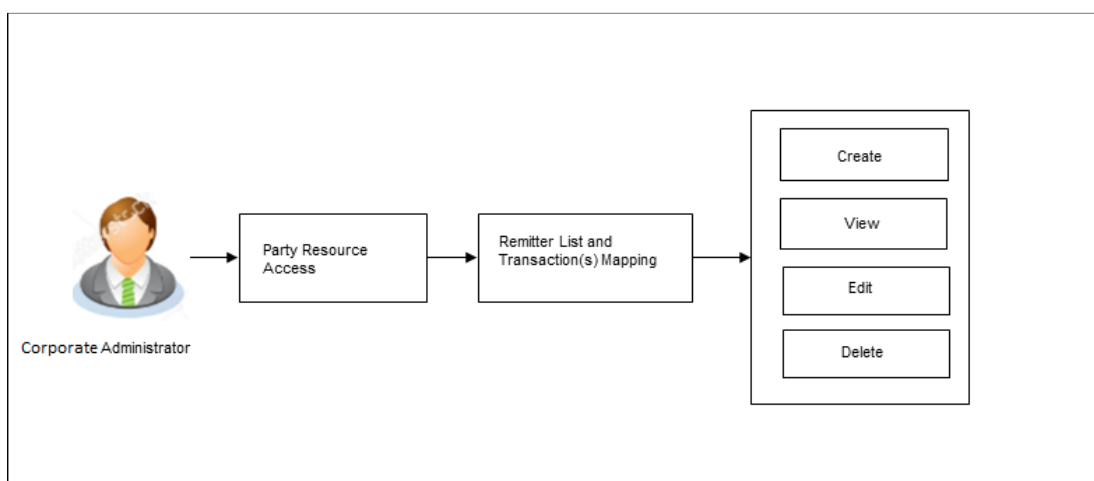 Create
Party Resource
Access
Remitter List and
Transaction(s) Mapping
View
Edit
Delete
Corporate Administrator